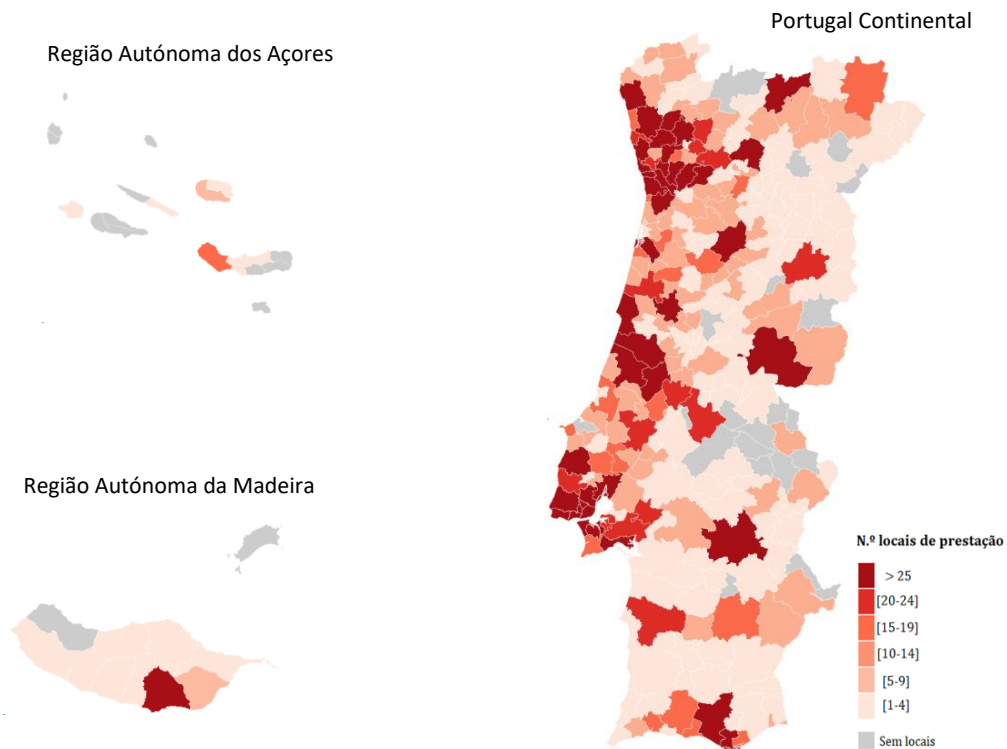 Portugal Continental
Região Autónoma dos Açores
Região Autónoma da Madeira
N.º locais de prestação
> 25
[20-24]
[15-19]
[10-14]
[5-9]
[1-4]
Sem locais